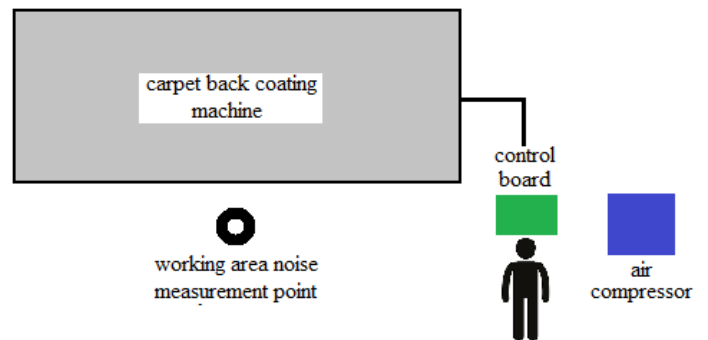 carpet back coating
machine
control
board
working area noise
measurement point
air
compressor